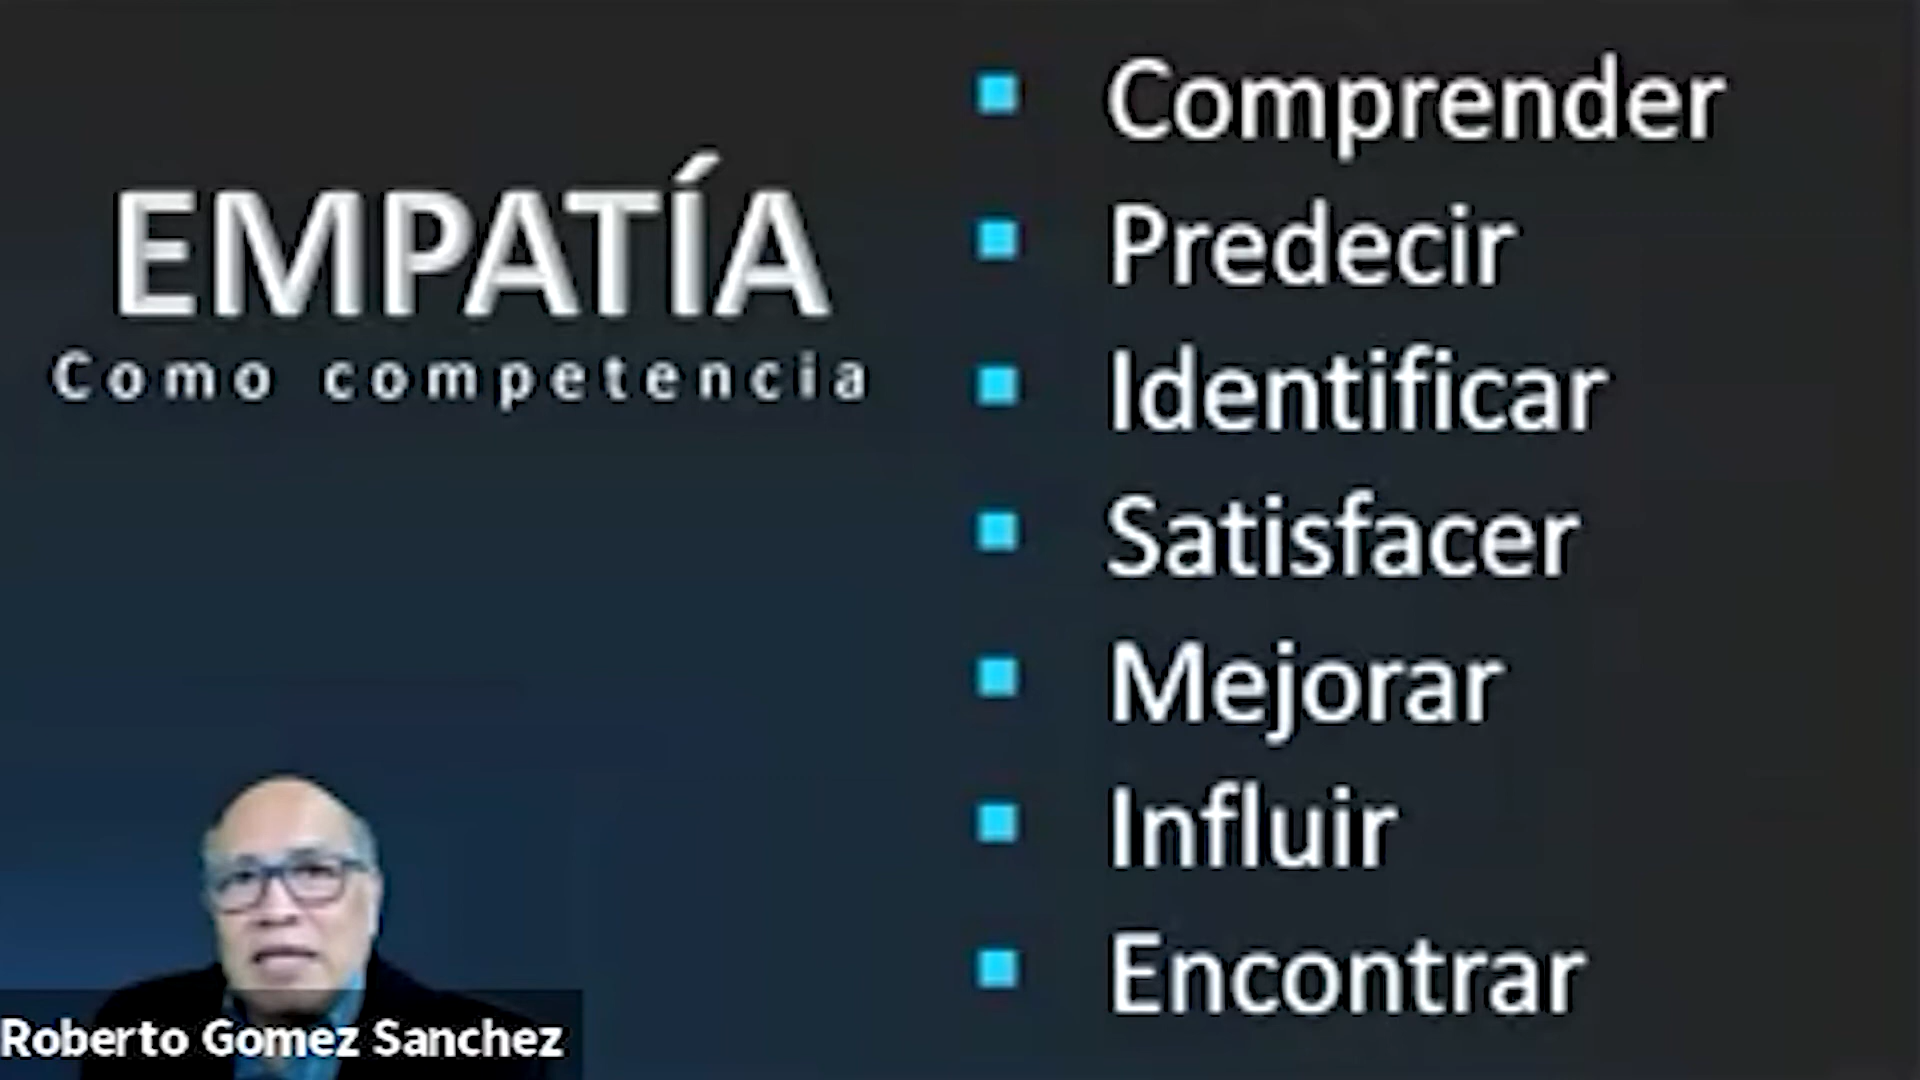 EMPATÍA
Como competencia
Comprender
Predecir
Identificar
Satisfacer
Mejorar
Influir
Encontrar
Roberto Gomez Sanchez